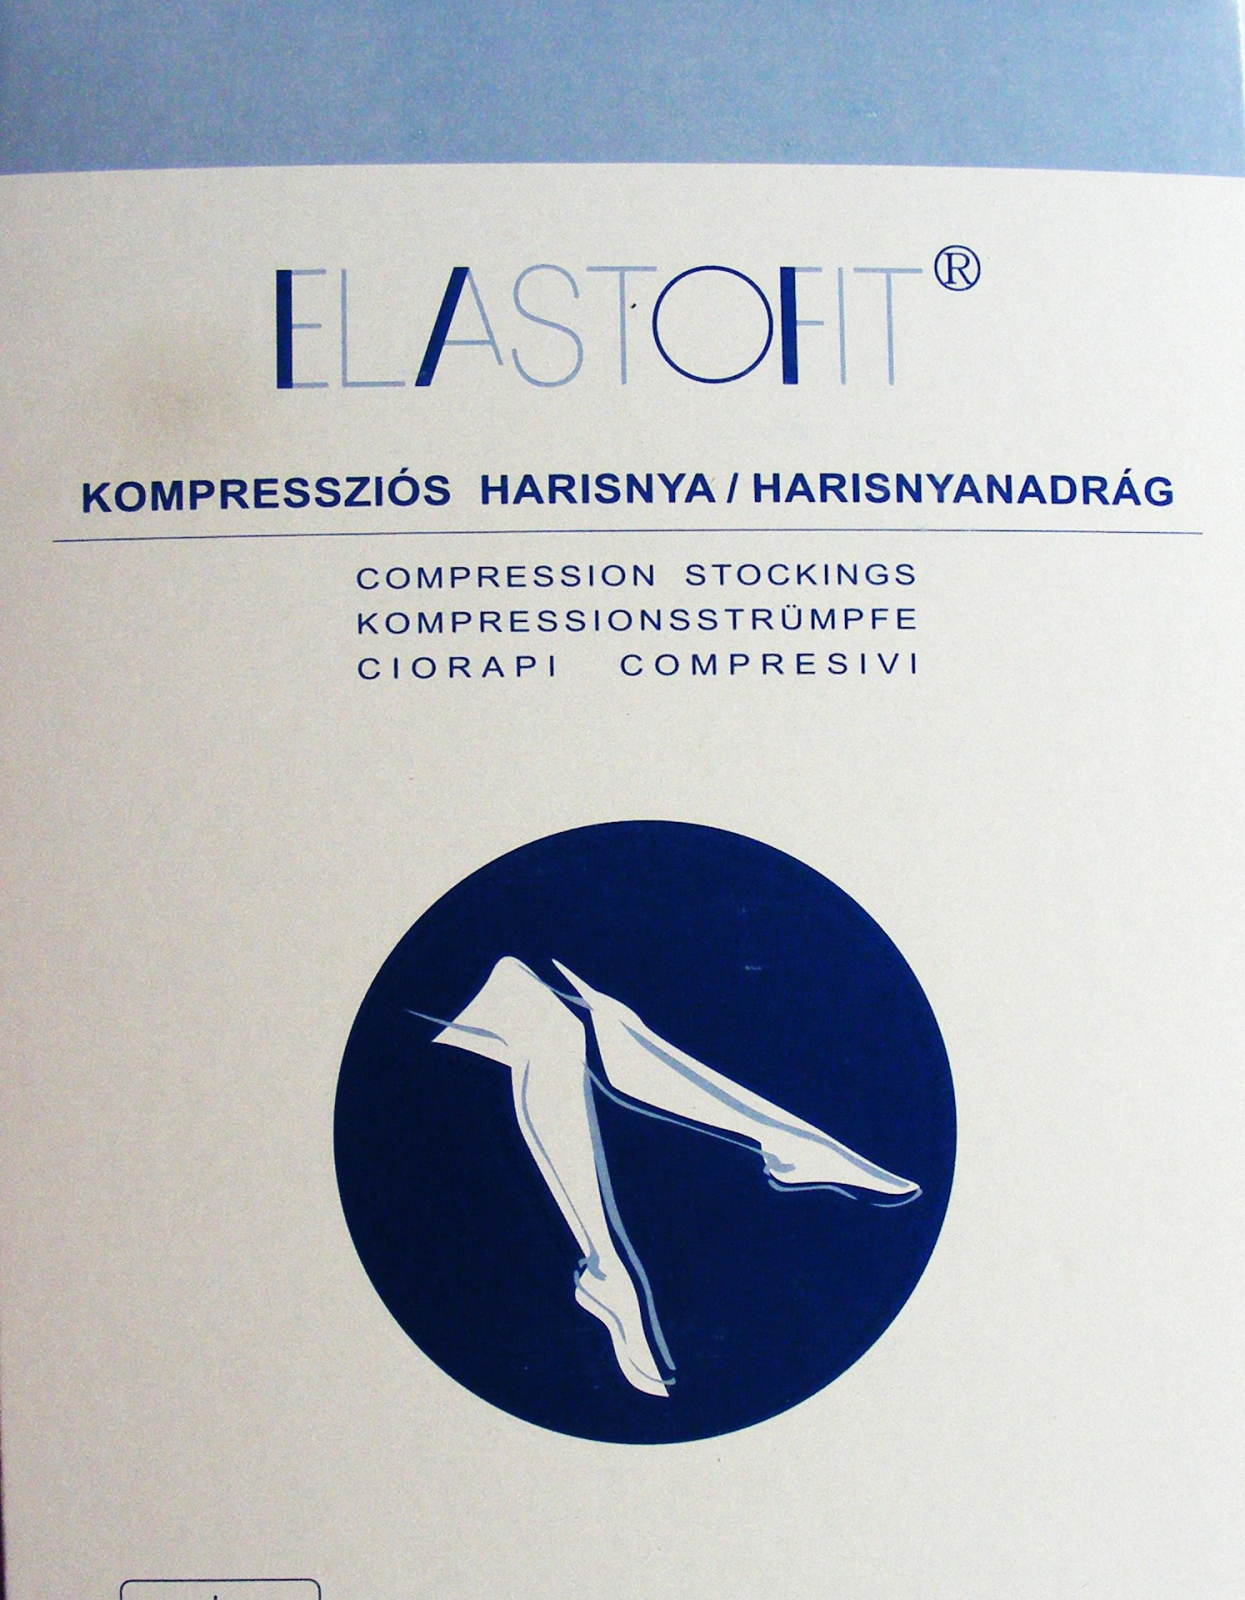 ELASTOFIT®
KOMPRESSZIÓS HARISNYA / HARISNYANADRÁG
COMPRESSION STOCKINGS
KOMPRESSIONSSTRÜMPFE
CIORAPI COMPRESIVI